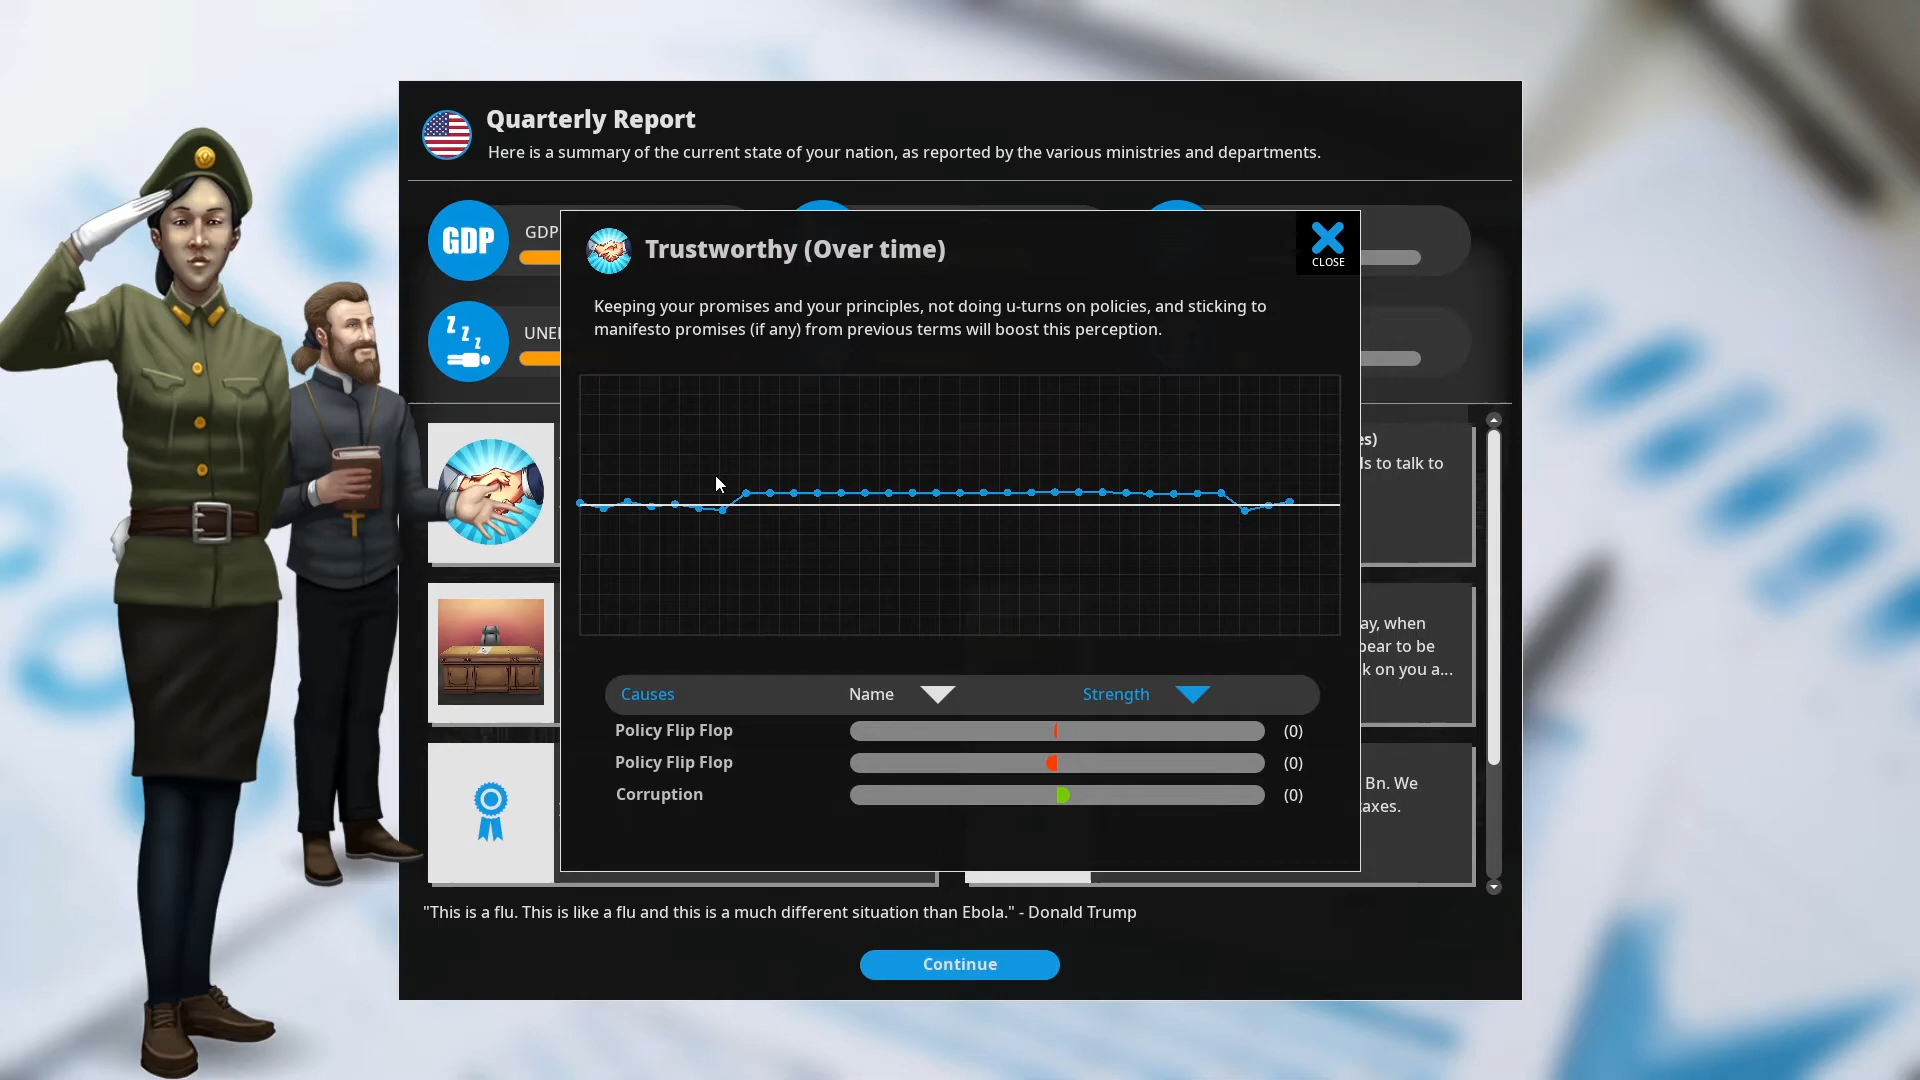 Quarterly Report
Here is a summary of the current state of your nation, as reported by the various ministries and departments.
GDP
GDP
Z
Z
Z
UNE
Trustworthy (Over time)
CLOSE
Keeping your promises and your principles, not doing u-turns on policies, and sticking to
manifesto promises (if any) from previous terms will boost this perception.
es)
ls to talk to
ay, when
pear to be
k on you a...
Bn. We
axes.
Causes
Name
Strength
Policy Flip Flop
(0)
Policy Flip Flop
(0)
Corruption
(0)
"This is a flu. This is like a flu and this is a much different situation than Ebola." - Donald Trump
Continue